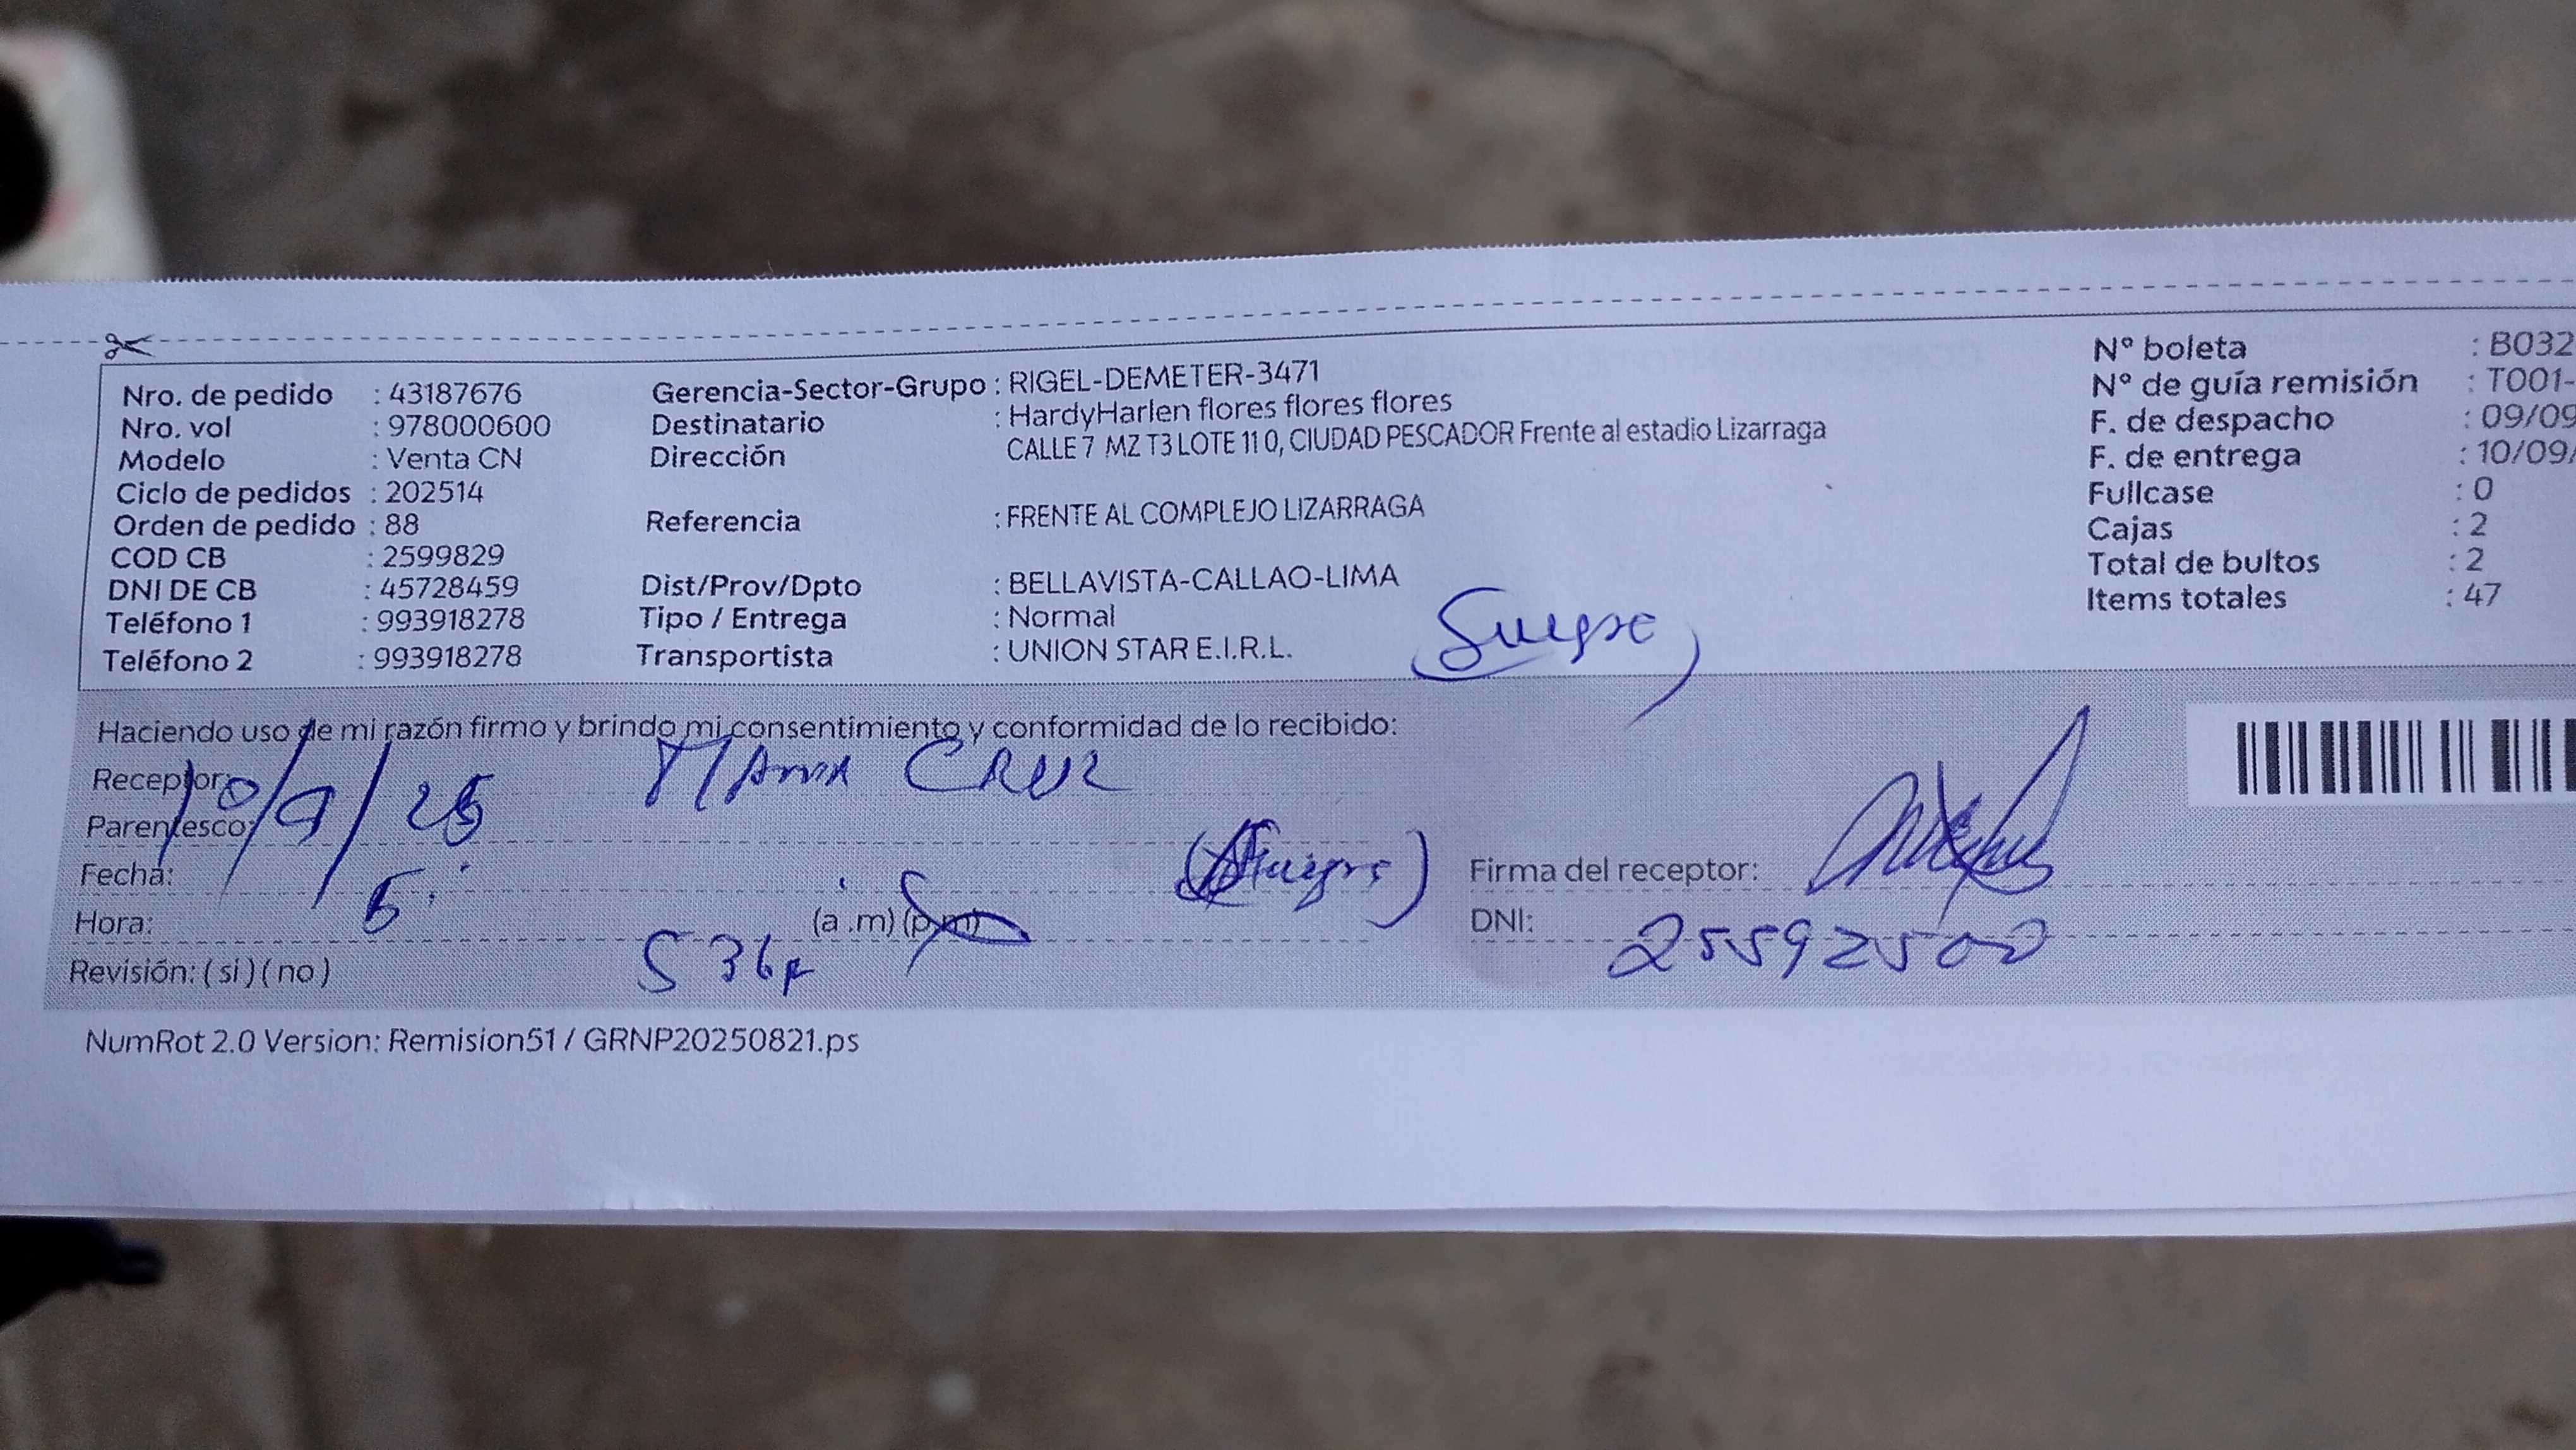 Nro. de pedido : 43187676
Nro. vol : 978000600
Modelo : Venta CN
Ciclo de pedidos : 202514
Orden de pedido : 88
COD CB : 2599829
DNI DE CB : 45728459
Teléfono 1 : 993918278
Teléfono 2 : 993918278
Gerencia-Sector-Grupo : RIGEL-DEMETER-3471
Destinatario : HardyHarlen flores flores flores
Dirección CALLE 7 MZ T3 LOTE 11 0, CIUDAD PESCADOR Frente al estadio Lizarraga
Referencia : FRENTE AL COMPLEJO LIZARRAGA
Dist/Prov/Dpto : BELLAVISTA-CALLAO-LIMA
Tipo / Entrega : Normal
Transportista : UNION STAR E.I.R.L.
N° boleta : B032
N° de guía remisión : T001-
F. de despacho : 09/09
F. de entrega : 10/09/
Fullcase : 0
Cajas : 2
Total de bultos : 2
Items totales : 47
Haciendo uso de mi razón firmo y brindo mi consentimiento y conformidad de lo recibido:
Receptor: Cruz
Parentesco: 10/9/25
Fecha:
Hora: (a .m) (p.m)
Revisión: ( si ) ( no ) 536p
Firma del receptor:
DNI: 25592500
NumRot 2.0 Version: Remision51 / GRNP20250821.ps